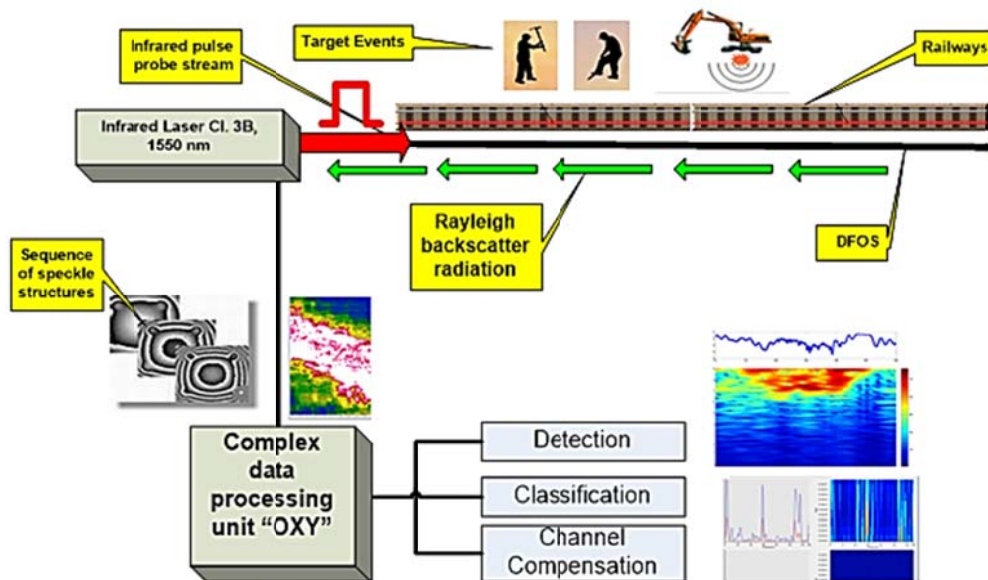 Infrared pulse
probe stream
Target Events
Railways
Infrared Laser Cl. 3B,
1550 nm
Rayleigh
backscatter
radiation
DFOS
Sequence
of speckle
structures
Complex
data
processing
unit “OXY”
Detection
Classification
Channel
Compensation